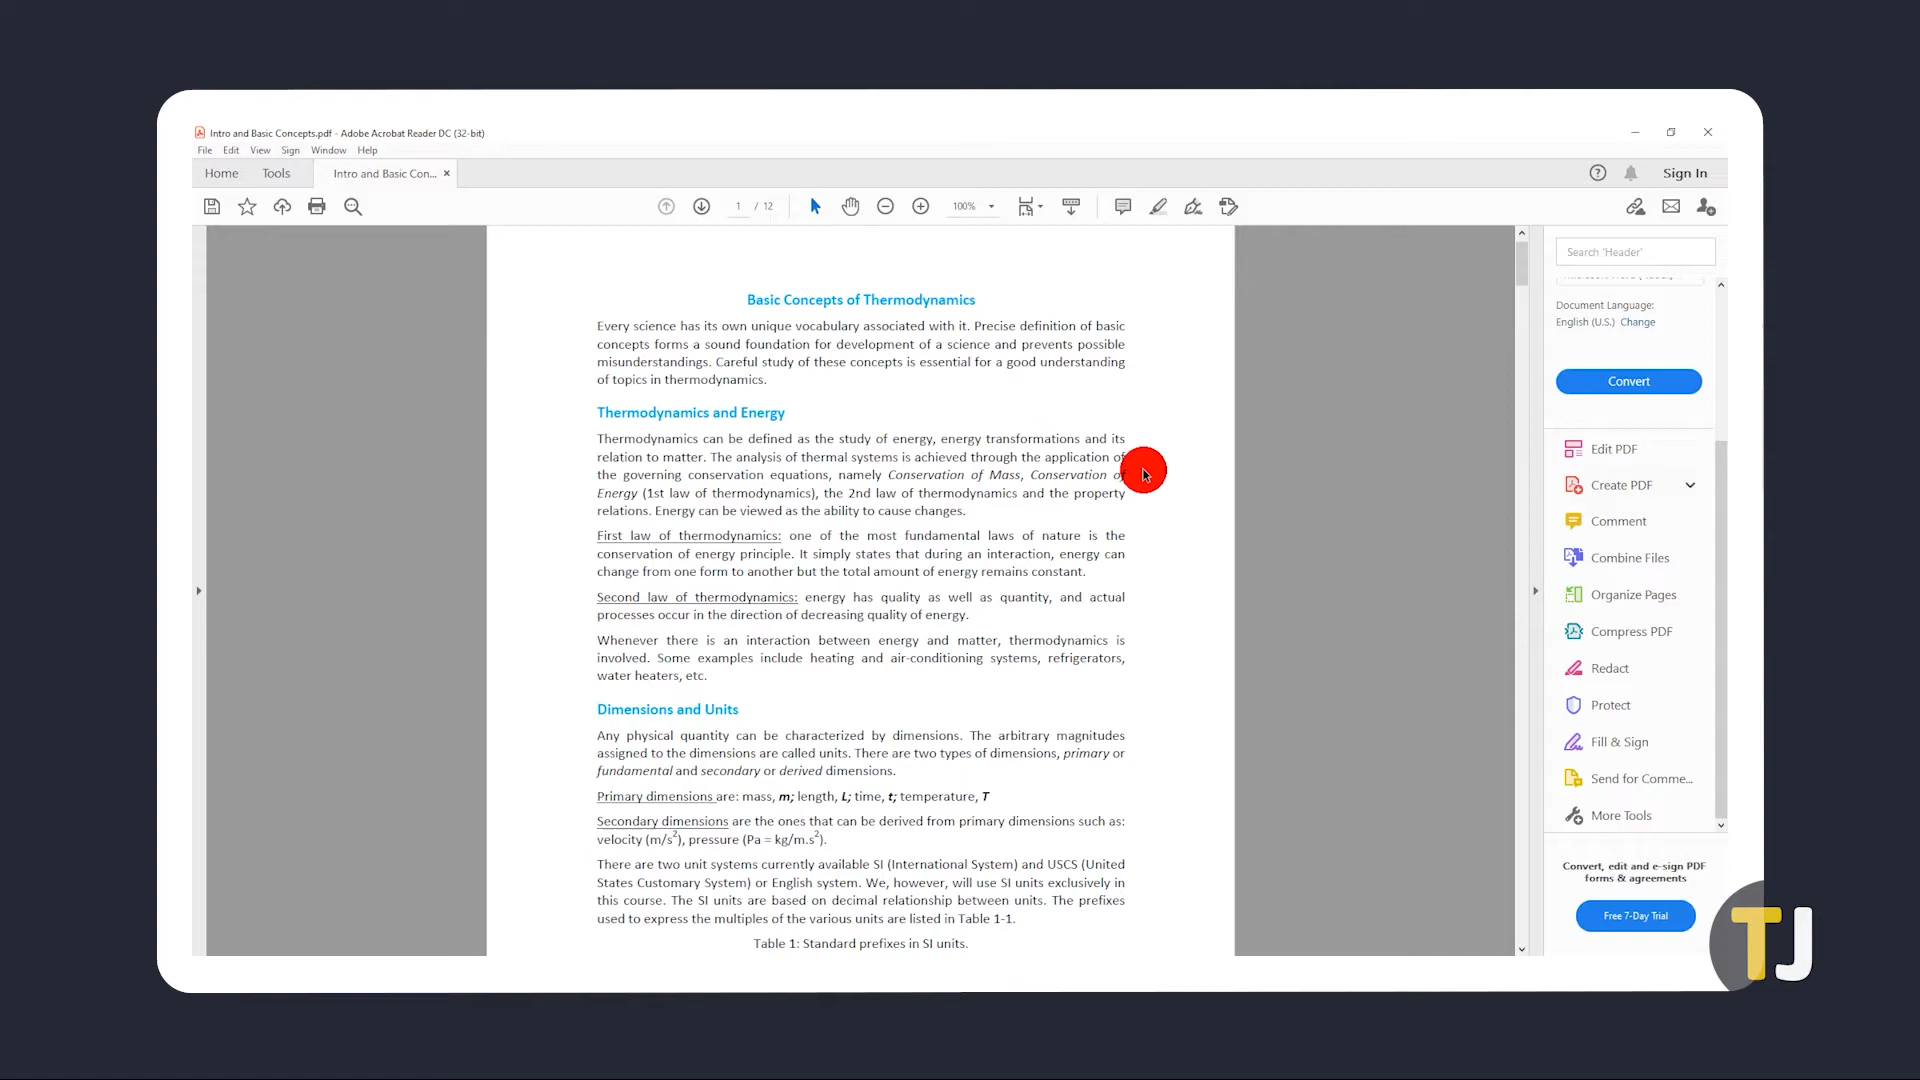 Intro and Basic Concepts.pdf - Adobe Acrobat Reader DC (32-bit)
File Edit View Sign Window Help
Home Tools Intro and Basic Con... × Sign In
1 / 12 100%
Search 'Header'
Document Language:
English (U.S.) Change
Convert
Edit PDF
Create PDF
Comment
Combine Files
Organize Pages
Compress PDF
Redact
Protect
Fill & Sign
Send for Comme...
More Tools
Convert, edit and e-sign PDF
forms & agreements
Free 7-Day Trial
Basic Concepts of Thermodynamics
Every science has its own unique vocabulary associated with it. Precise definition of basic
concepts forms a sound foundation for development of a science and prevents possible
misunderstandings. Careful study of these concepts is essential for a good understanding
of topics in thermodynamics.
Thermodynamics and Energy
Thermodynamics can be defined as the study of energy, energy transformations and its
relation to matter. The analysis of thermal systems is achieved through the application of
the governing conservation equations, namely Conservation of Mass, Conservation of
Energy (1st law of thermodynamics), the 2nd law of thermodynamics and the property
relations. Energy can be viewed as the ability to cause changes.
First law of thermodynamics: one of the most fundamental laws of nature is the
conservation of energy principle. It simply states that during an interaction, energy can
change from one form to another but the total amount of energy remains constant.
Second law of thermodynamics: energy has quality as well as quantity, and actual
processes occur in the direction of decreasing quality of energy.
Whenever there is an interaction between energy and matter, thermodynamics is
involved. Some examples include heating and air-conditioning systems, refrigerators,
water heaters, etc.
Dimensions and Units
Any physical quantity can be characterized by dimensions. The arbitrary magnitudes
assigned to the dimensions are called units. There are two types of dimensions, primary or
fundamental and secondary or derived dimensions.
Primary dimensions are: mass, m; length, L; time, t; temperature, T
Secondary dimensions are the ones that can be derived from primary dimensions such as:
velocity (m/s²), pressure (Pa = kg/m.s²).
There are two unit systems currently available SI (International System) and USCS (United
States Customary System) or English system. We, however, will use SI units exclusively in
this course. The SI units are based on decimal relationship between units. The prefixes
used to express the multiples of the various units are listed in Table 1-1.
Table 1: Standard prefixes in SI units.
TJ